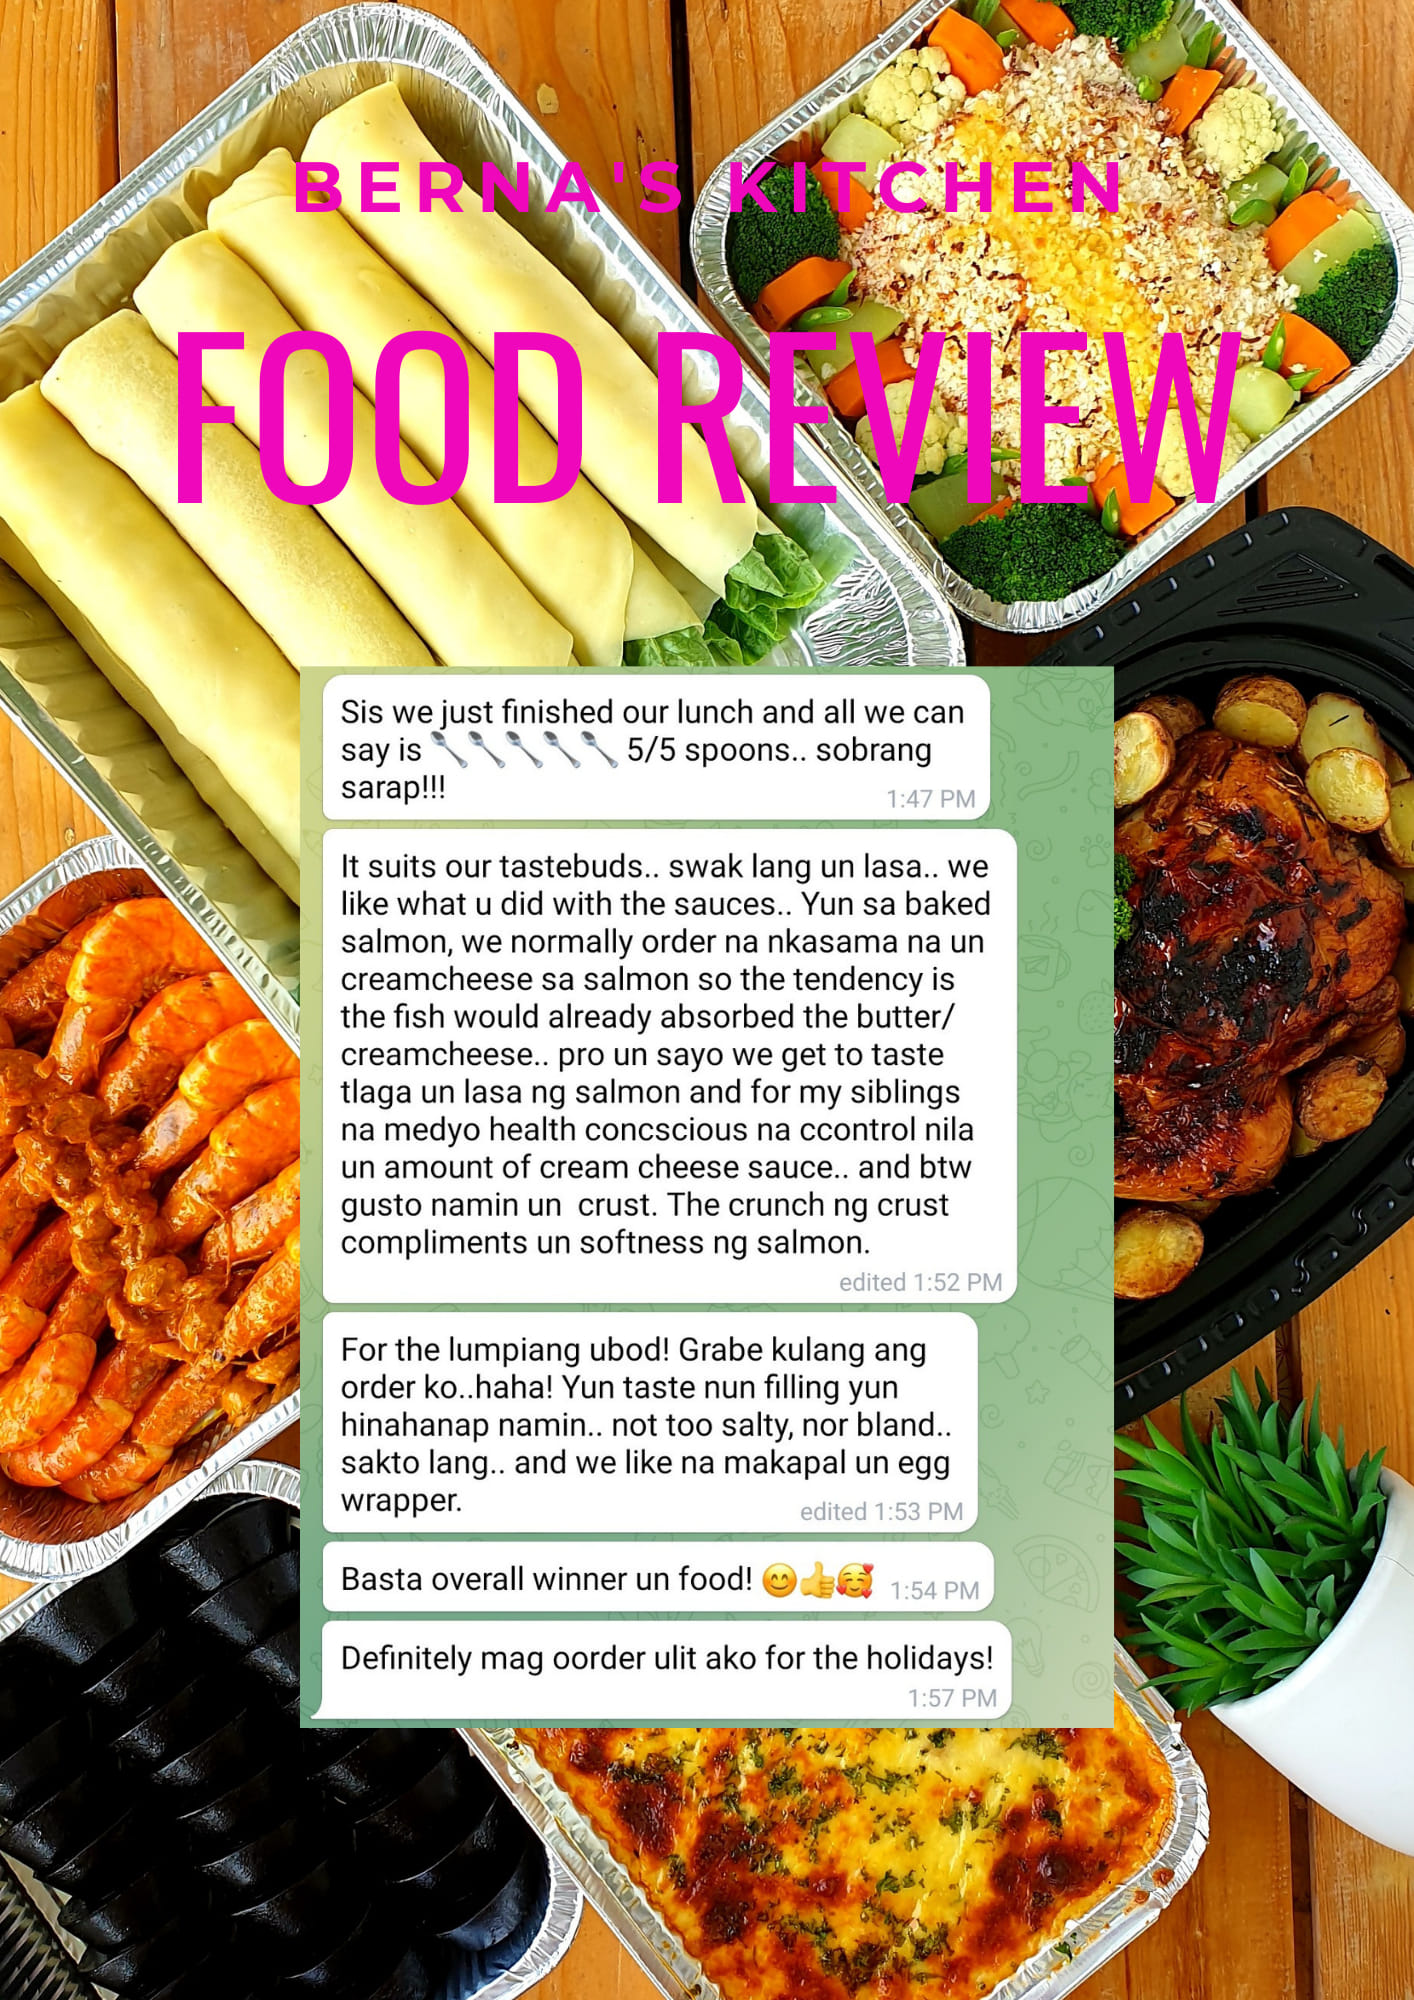 BERNA'S KITCHEN
FOOD REVIEW
Sis we just finished our lunch and all we can
say is 🥄🥄🥄🥄🥄 5/5 spoons.. sobrang
sarap!!!
1:47 PM
It suits our tastebuds.. swak lang un lasa.. we
like what u did with the sauces.. Yun sa baked
salmon, we normally order na nkasama na un
creamcheese sa salmon so the tendency is
the fish would already absorbed the butter/
creamcheese.. pro un sayo we get to taste
tlaga un lasa ng salmon and for my siblings
na medyo health concscious na ccontrol nila
un amount of cream cheese sauce.. and btw
gusto namin un  crust. The crunch ng crust
compliments un softness ng salmon.
edited 1:52 PM
For the lumpiang ubod! Grabe kulang ang
order ko..haha! Yun taste nun filling yun
hinahanap namin.. not too salty, nor bland..
sakto lang.. and we like na makapal un egg
wrapper.
edited 1:53 PM
Basta overall winner un food! 😊👍🥰 1:54 PM
Definitely mag oorder ulit ako for the holidays!
1:57 PM